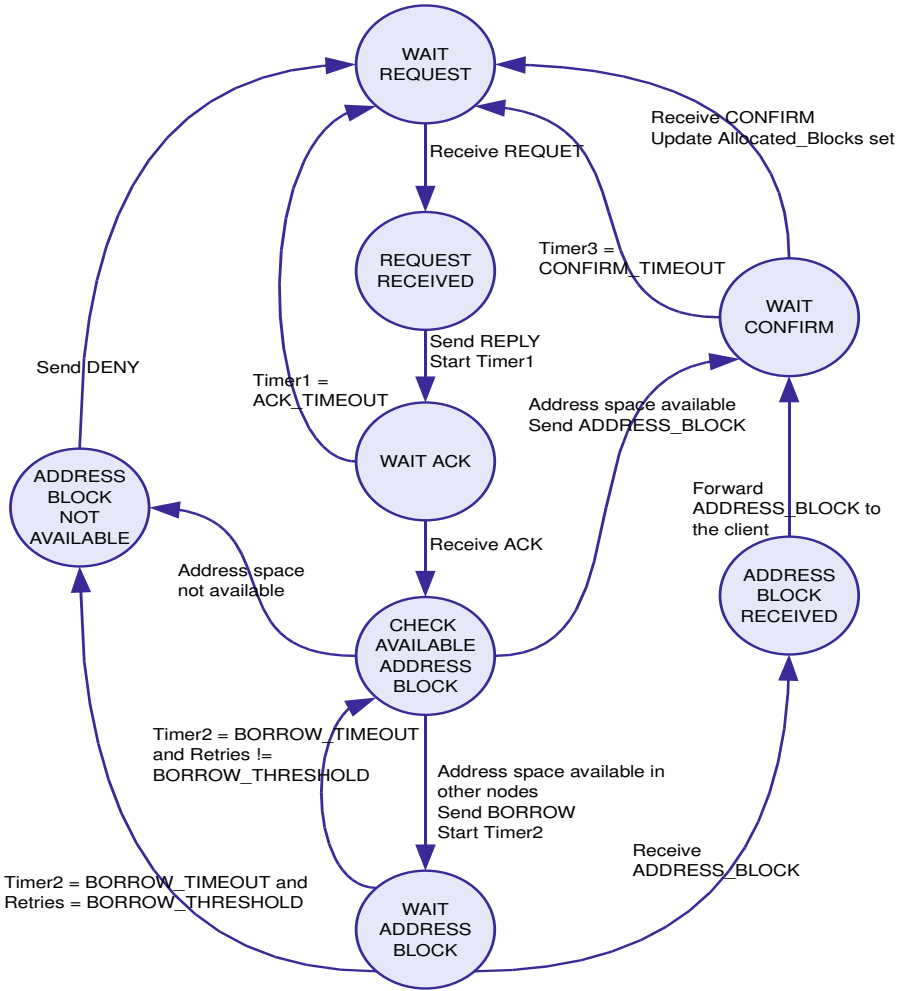 WAIT
REQUEST
Receive CONFIRM
Update Allocated_Blocks set
Receive REQUET
REQUEST
RECEIVED
Timer3 =
CONFIRM_TIMEOUT
WAIT
CONFIRM
Send REPLY
Start Timer1
Send DENY
Timer1 =
ACK_TIMEOUT
Address space available
Send ADDRESS_BLOCK
WAIT ACK
ADDRESS
BLOCK
NOT
AVAILABLE
Forward
ADDRESS_BLOCK to
the client
Receive ACK
Address space
not available
ADDRESS
BLOCK
RECEIVED
CHECK
AVAILABLE
ADDRESS
BLOCK
Timer2 = BORROW_TIMEOUT
and Retries !=
BORROW_THRESHOLD
Address space available in
other nodes
Send BORROW
Start Timer2
Receive
ADDRESS_BLOCK
Timer2 = BORROW_TIMEOUT and
Retries = BORROW_THRESHOLD
WAIT
ADDRESS
BLOCK